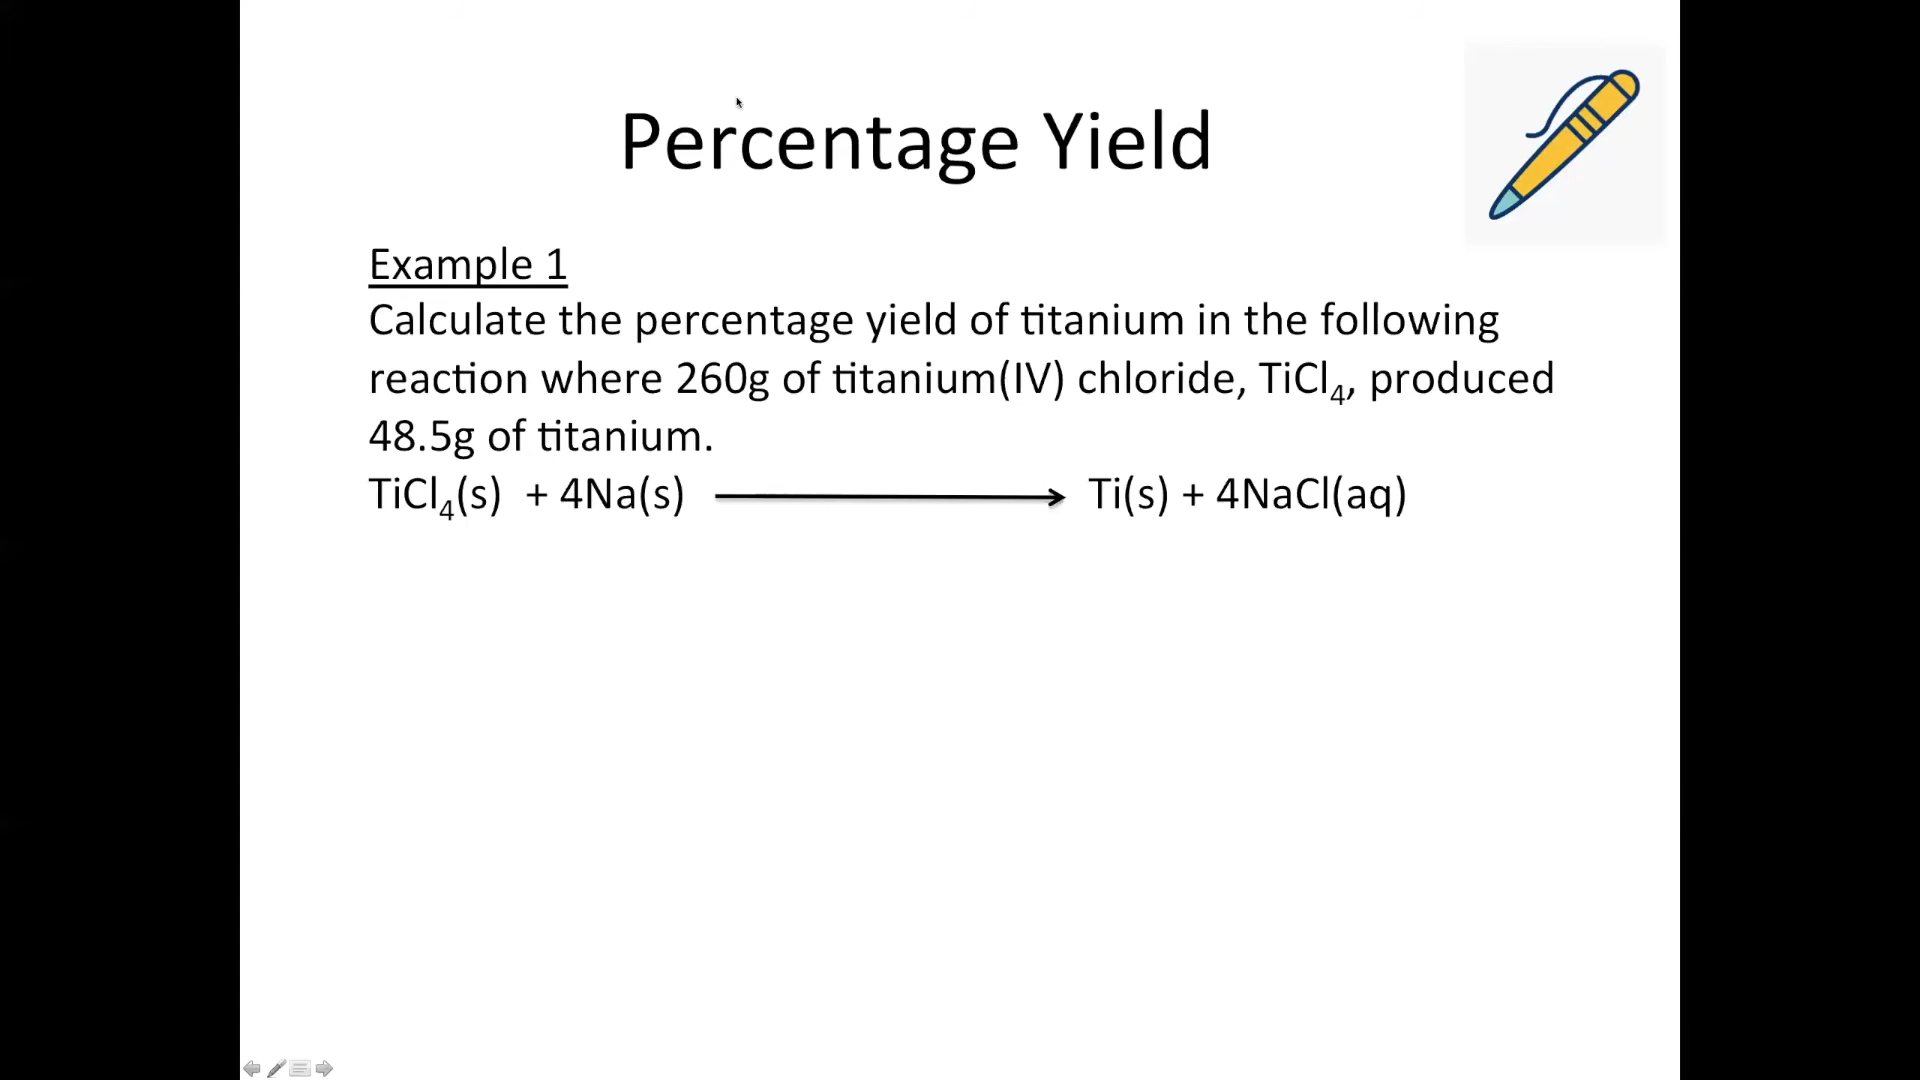 Percentage Yield
Example 1
Calculate the percentage yield of titanium in the following
reaction where 260g of titanium(IV) chloride, TiCl₄, produced
48.5g of titanium.
TiCl₄(s) + 4Na(s) ⟶ Ti(s) + 4NaCl(aq)